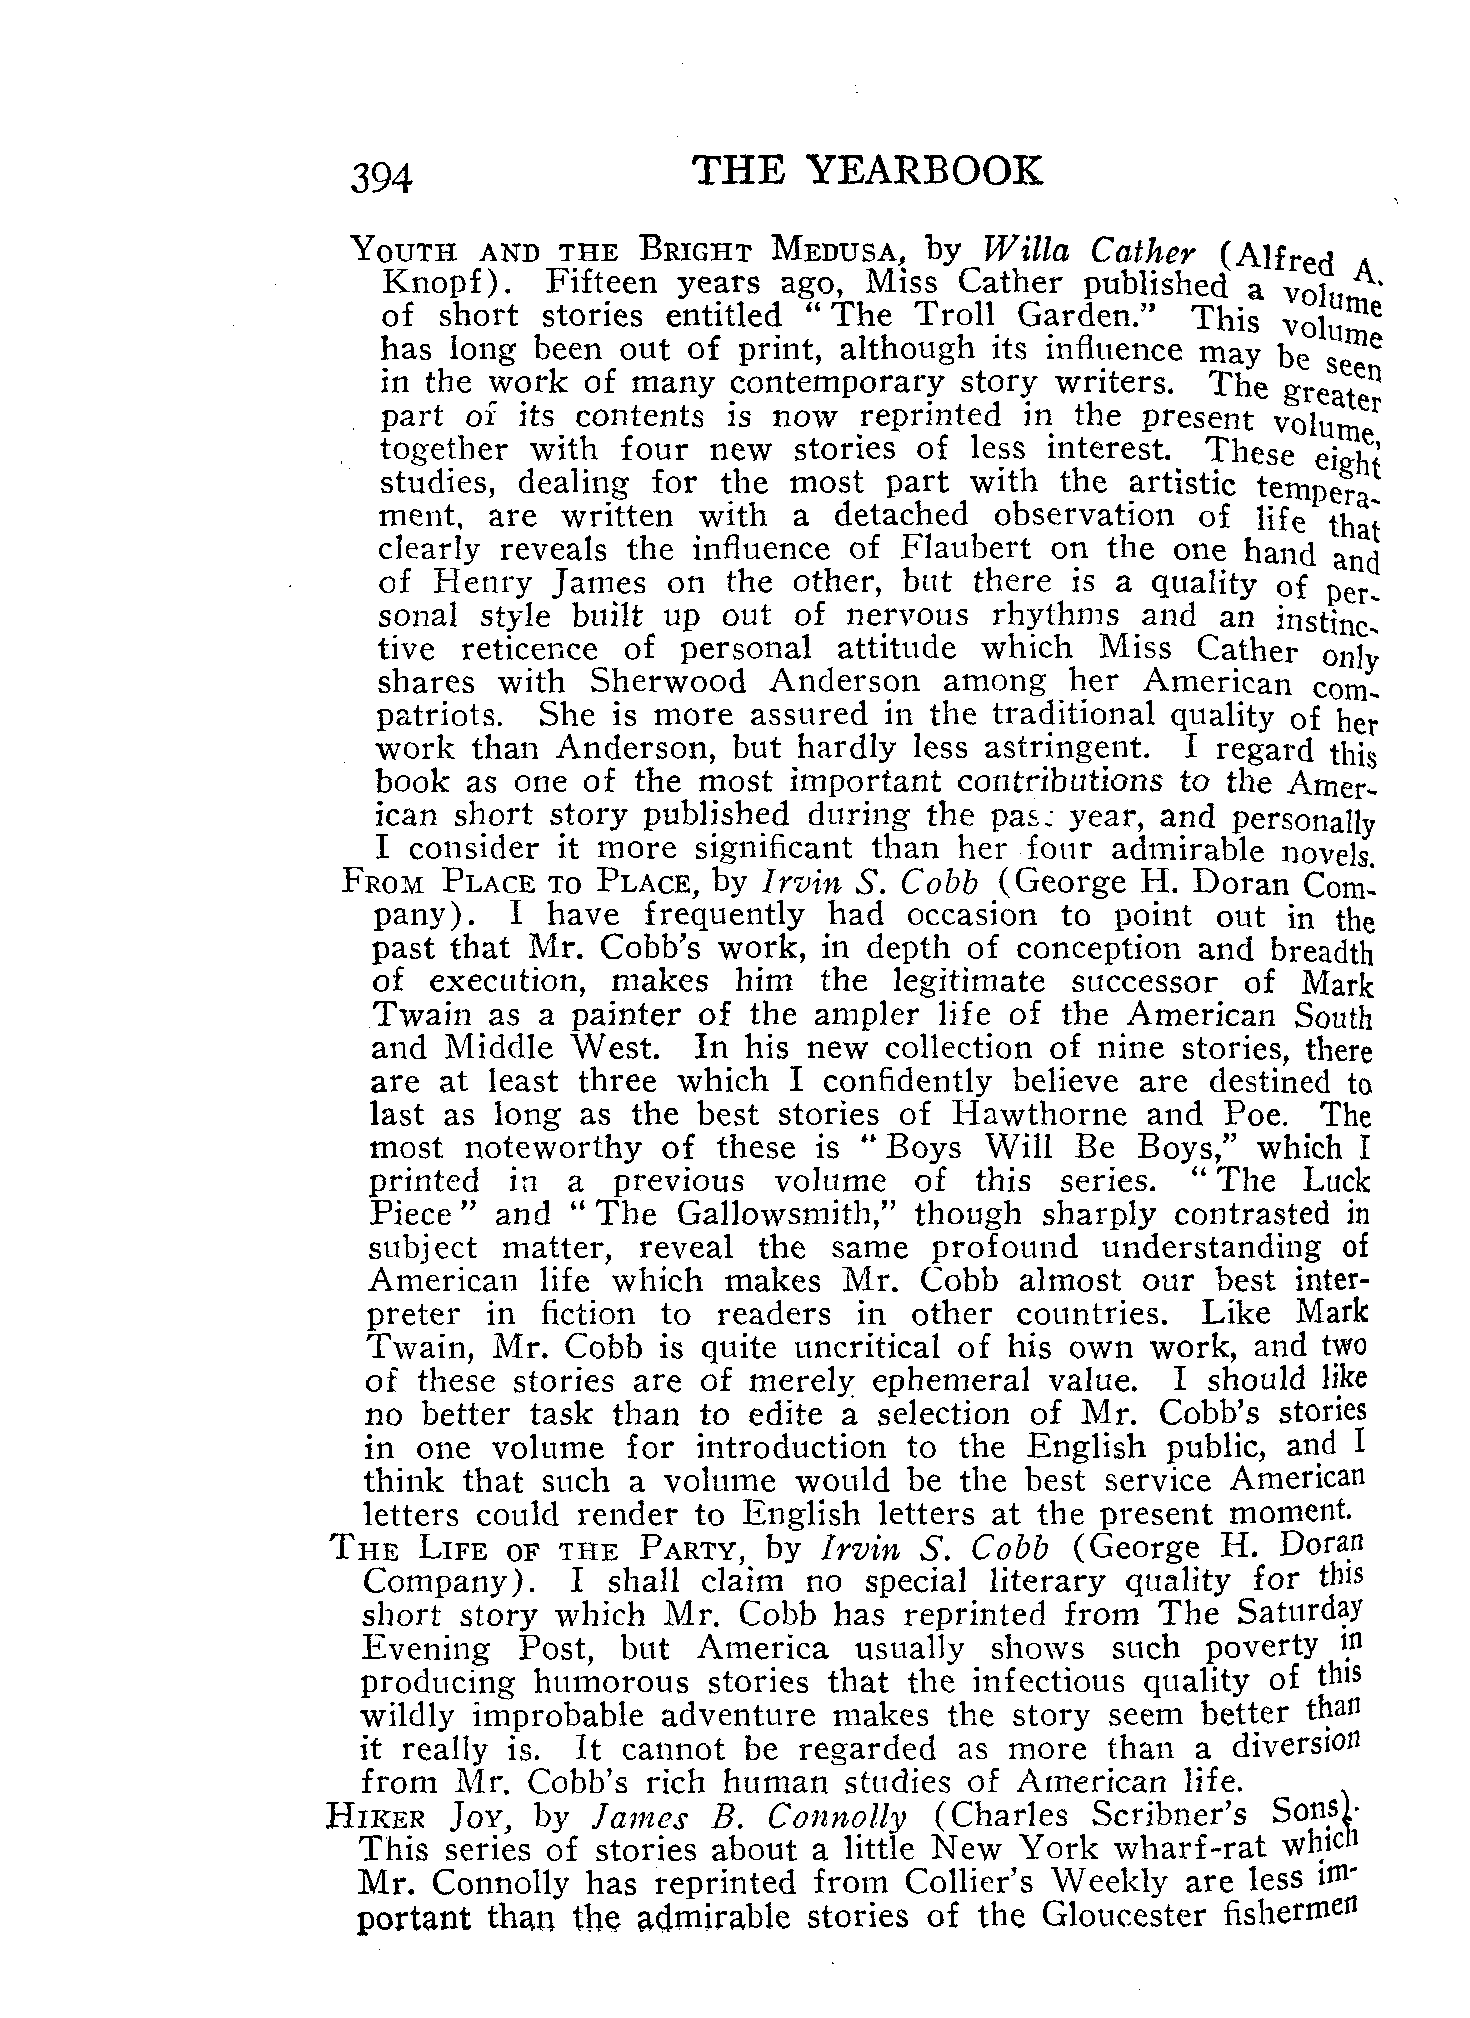 394 THE YEARBOOK
YOUTH AND THE BRIGHT MEDUSA, by Willa Cather (Alfred A.
Knopf). Fifteen years ago, Miss Cather published a volume
of short stories entitled “ The Troll Garden.” This volume
has long been out of print, although its influence may be seen
in the work of many contemporary story writers. The greater
part of its contents is now reprinted in the present volume,
together with four new stories of less interest. These eight
studies, dealing for the most part with the artistic tempera-
ment, are written with a detached observation of life that
clearly reveals the influence of Flaubert on the one hand and
of Henry James on the other, but there is a quality of per-
sonal style built up out of nervous rhythms and an instinc-
tive reticence of personal attitude which Miss Cather only
shares with Sherwood Anderson among her American com-
patriots. She is more assured in the traditional quality of her
work than Anderson, but hardly less astringent. I regard this
book as one of the most important contributions to the Amer-
ican short story published during the past year, and personally
I consider it more significant than her four admirable novels.
FROM PLACE TO PLACE, by Irvin S. Cobb (George H. Doran Com-
pany). I have frequently had occasion to point out in the
past that Mr. Cobb's work, in depth of conception and breadth
of execution, makes him the legitimate successor of Mark
Twain as a painter of the ampler life of the American South
and Middle West. In his new collection of nine stories, there
are at least three which I confidently believe are destined to
last as long as the best stories of Hawthorne and Poe. The
most noteworthy of these is “ Boys Will Be Boys,” which I
printed in a previous volume of this series. “ The Luck
Piece ” and “ The Gallowsmith,” though sharply contrasted in
subject matter, reveal the same profound understanding of
American life which makes Mr. Cobb almost our best inter-
preter in fiction to readers in other countries. Like Mark
Twain, Mr. Cobb is quite uncritical of his own work, and two
of these stories are of merely ephemeral value. I should like
no better task than to edite a selection of Mr. Cobb's stories
in one volume for introduction to the English public, and I
think that such a volume would be the best service American
letters could render to English letters at the present moment.
THE LIFE OF THE PARTY, by Irvin S. Cobb (George H. Doran
Company). I shall claim no special literary quality for this
short story which Mr. Cobb has reprinted from The Saturday
Evening Post, but America usually shows such poverty in
producing humorous stories that the infectious quality of this
wildly improbable adventure makes the story seem better than
it really is. It cannot be regarded as more than a diversion
from Mr. Cobb's rich human studies of American life.
HIKER JOY, by James B. Connolly (Charles Scribner's Sons).
This series of stories about a little New York wharf-rat which
Mr. Connolly has reprinted from Collier's Weekly are less im-
portant than the admirable stories of the Gloucester fishermen